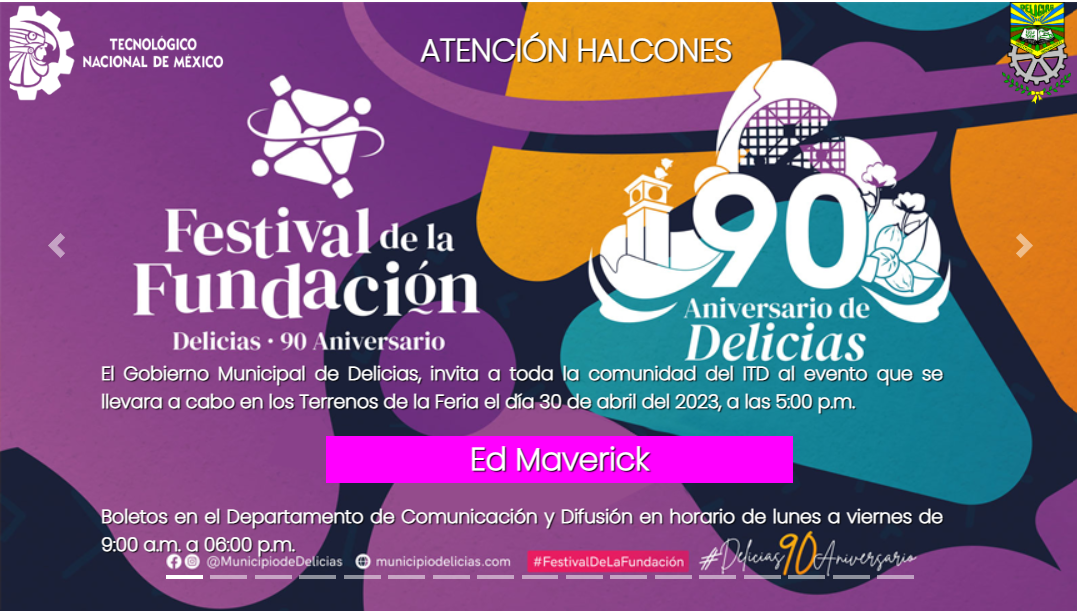 TECNOLÓGICO
NACIONAL DE MÉXICO
ATENCIÓN HALCONES
DELICIAS
Festival de la
Fundación
Delicias · 90 Aniversario
90
Aniversario de
Delicias
El Gobierno Municipal de Delicias, invita a toda la comunidad del ITD al evento que se
llevara a cabo en los Terrenos de la Feria el día 30 de abril del 2023, a las 5:00 p.m.
Ed Maverick
Boletos en el Departamento de Comunicación y Difusión en horario de lunes a viernes de
9:00 a.m. a 06:00 p.m.
@MunicipiodeDelicias municipiodelicias.com #FestivalDeLaFundación #Delicias90Aniversario